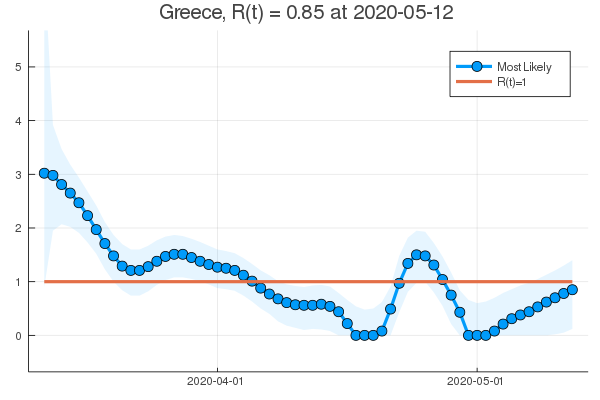 Greece, R(t) = 0.85 at 2020-05-12
Most Likely
R(t)=1
5
4
3
2
1
0
2020-04-01
2020-05-01